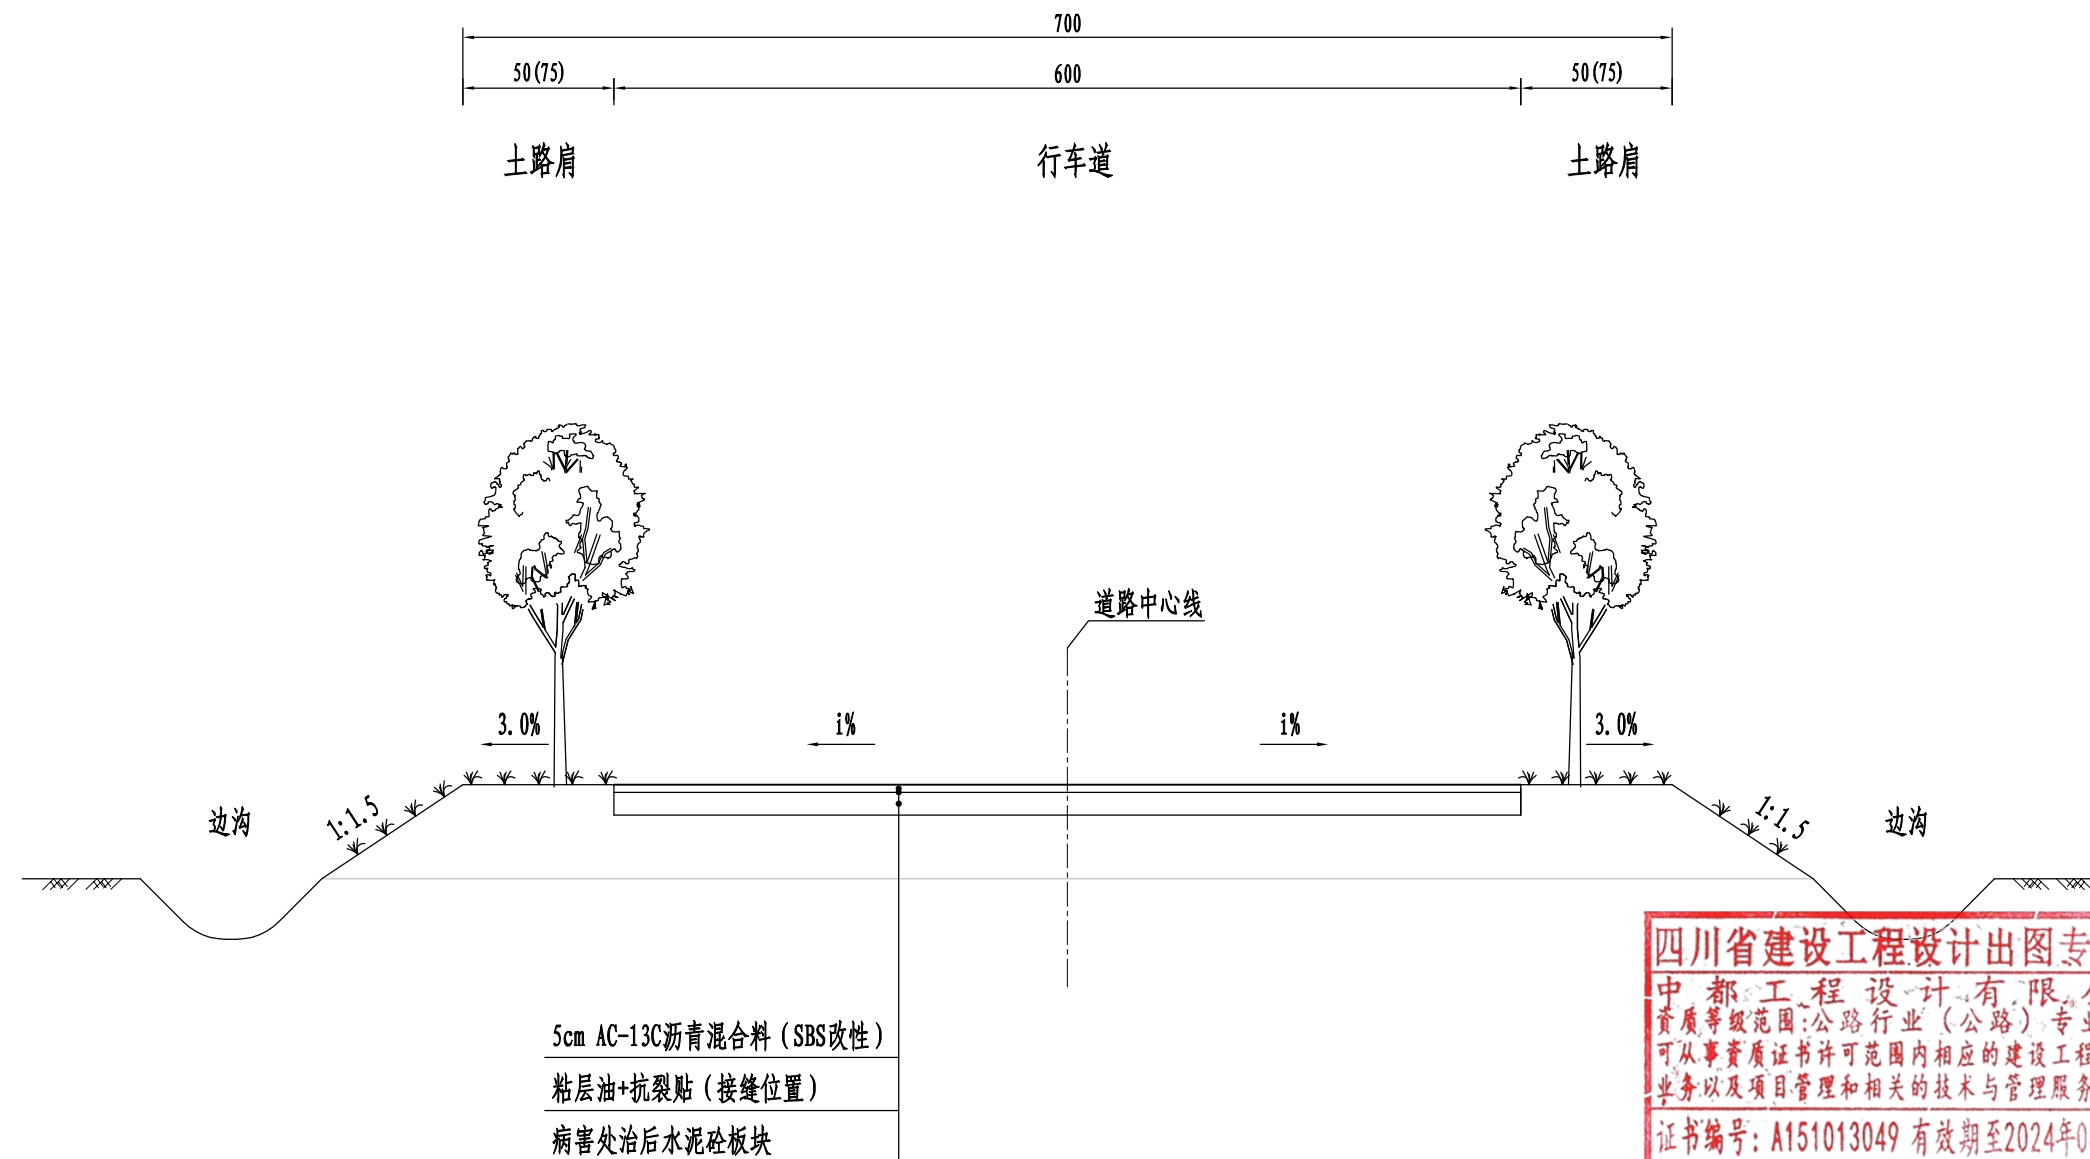 700
50(75) 600 50(75)
土路肩 行车道 土路肩
道路中心线
3.0% i% i% 3.0%
边沟 1:1.5 1:1.5 边沟
5cm AC-13C沥青混合料（SBS改性）
粘层油+抗裂贴（接缝位置）
病害处治后水泥砼板块
四川省建设工程设计出图专
中都工程设计有限
资质等级范围:公路行业（公路）专业
可从事资质证书许可范围内相应的建设工程
业务以及项目管理和相关的技术与管理服务
证书编号: A151013049 有效期至2024年0